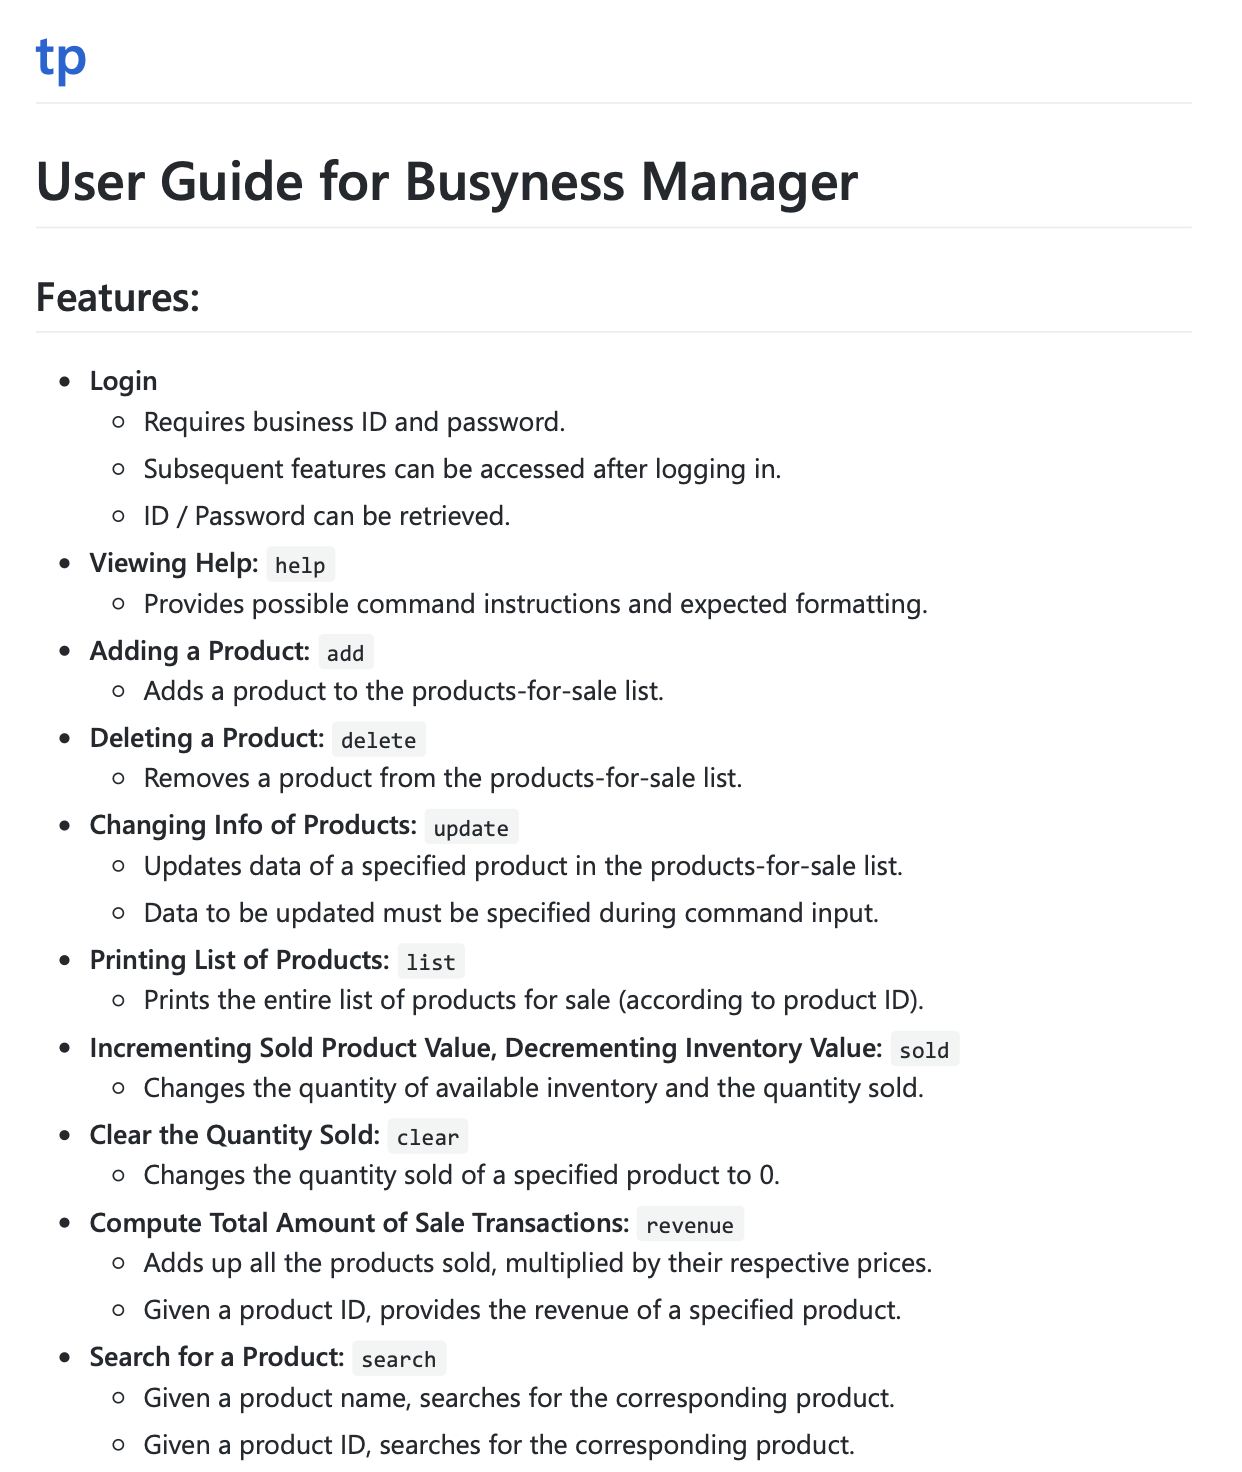 tp
User Guide for Busyness Manager
Features:
Login
Requires business ID and password.
Subsequent features can be accessed after logging in.
ID / Password can be retrieved.
Viewing Help: help
Provides possible command instructions and expected formatting.
Adding a Product: add
Adds a product to the products-for-sale list.
Deleting a Product: delete
Removes a product from the products-for-sale list.
Changing Info of Products: update
Updates data of a specified product in the products-for-sale list.
Data to be updated must be specified during command input.
Printing List of Products: list
Prints the entire list of products for sale (according to product ID).
Incrementing Sold Product Value, Decrementing Inventory Value: sold
Changes the quantity of available inventory and the quantity sold.
Clear the Quantity Sold: clear
Changes the quantity sold of a specified product to 0.
Compute Total Amount of Sale Transactions: revenue
Adds up all the products sold, multiplied by their respective prices.
Given a product ID, provides the revenue of a specified product.
Search for a Product: search
Given a product name, searches for the corresponding product.
Given a product ID, searches for the corresponding product.